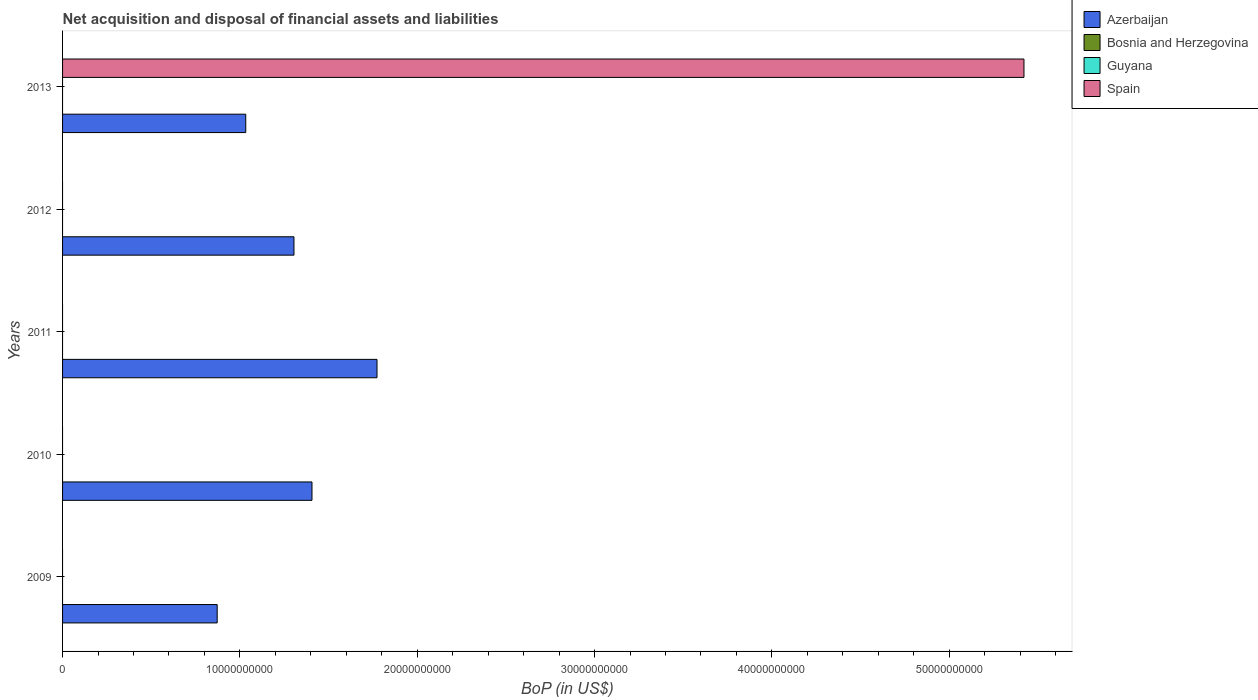 Net acquisition and disposal of financial assets and liabilities
Azerbaijan
Bosnia and Herzegovina
Guyana
Spain
2013
2012
2011
2010
2009
Years
0
10000000000
20000000000
30000000000
40000000000
50000000000
BoP (in US$)